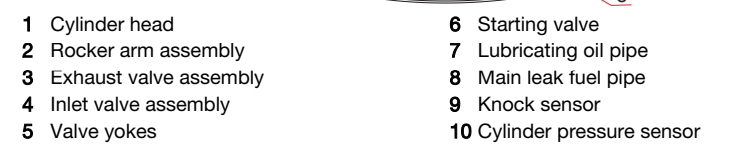 1 Cylinder head
2 Rocker arm assembly
3 Exhaust valve assembly
4 Inlet valve assembly
5 Valve yokes
6 Starting valve
7 Lubricating oil pipe
8 Main leak fuel pipe
9 Knock sensor
10 Cylinder pressure sensor